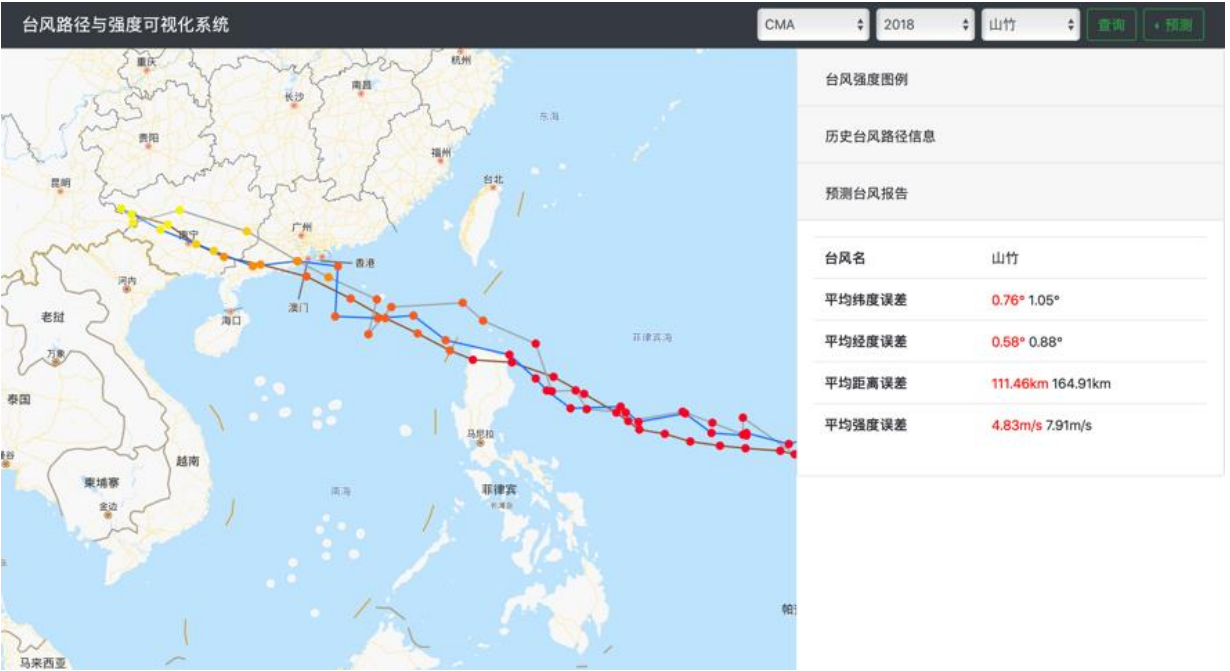 台风路径与强度可视化系统
CMA
2018
山竹
查询
预测
重庆
杭州
南昌
长沙
东海
贵阳
福州
昆明
台北
广州
南宁
香港
河内
澳门
老挝
海口
菲律宾海
万象
泰国
马尼拉
越南
柬埔寨
南海
菲律宾
金边
马来西亚
台风强度图例
历史台风路径信息
预测台风报告
台风名 山竹
平均纬度误差 0.76° 1.05°
平均经度误差 0.58° 0.88°
平均距离误差 111.46km 164.91km
平均强度误差 4.83m/s 7.91m/s